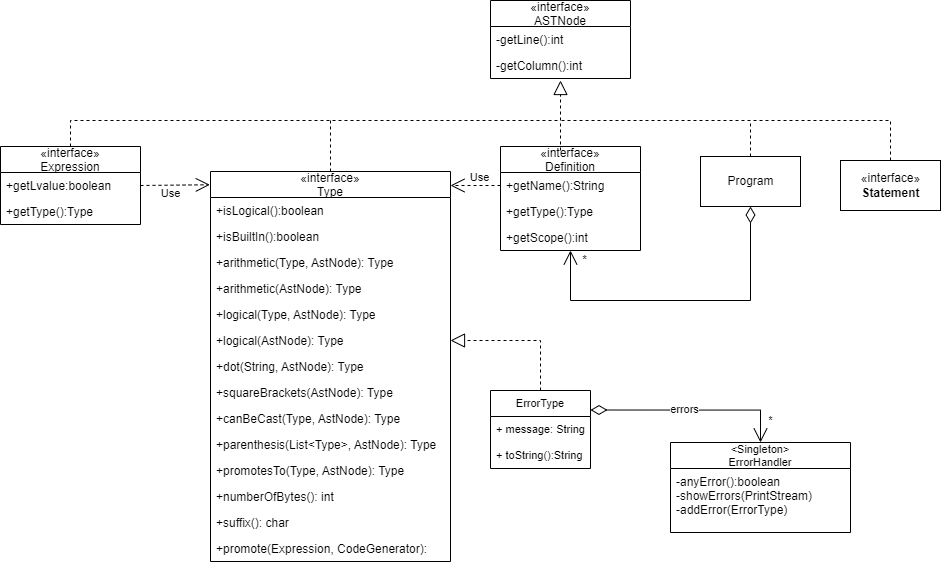 «interface»
ASTNode
-getLine():int
-getColumn():int
«interface»
Expression
+getLvalue:boolean
+getType():Type
Use
«interface»
Type
+isLogical():boolean
+isBuiltIn():boolean
+arithmetic(Type, AstNode): Type
+arithmetic(AstNode): Type
+logical(Type, AstNode): Type
+logical(AstNode): Type
+dot(String, AstNode): Type
+squareBrackets(AstNode): Type
+canBeCast(Type, AstNode): Type
+parenthesis(List<Type>, AstNode): Type
+promotesTo(Type, AstNode): Type
+numberOfBytes(): int
+suffix(): char
+promote(Expression, CodeGenerator):
Use
«interface»
Definition
+getName():String
+getType():Type
+getScope():int
*
Program
«interface»
Statement
ErrorType
+ message: String
+ toString():String
errors
*
<Singleton>
ErrorHandler
-anyError():boolean
-showErrors(PrintStream)
-addError(ErrorType)